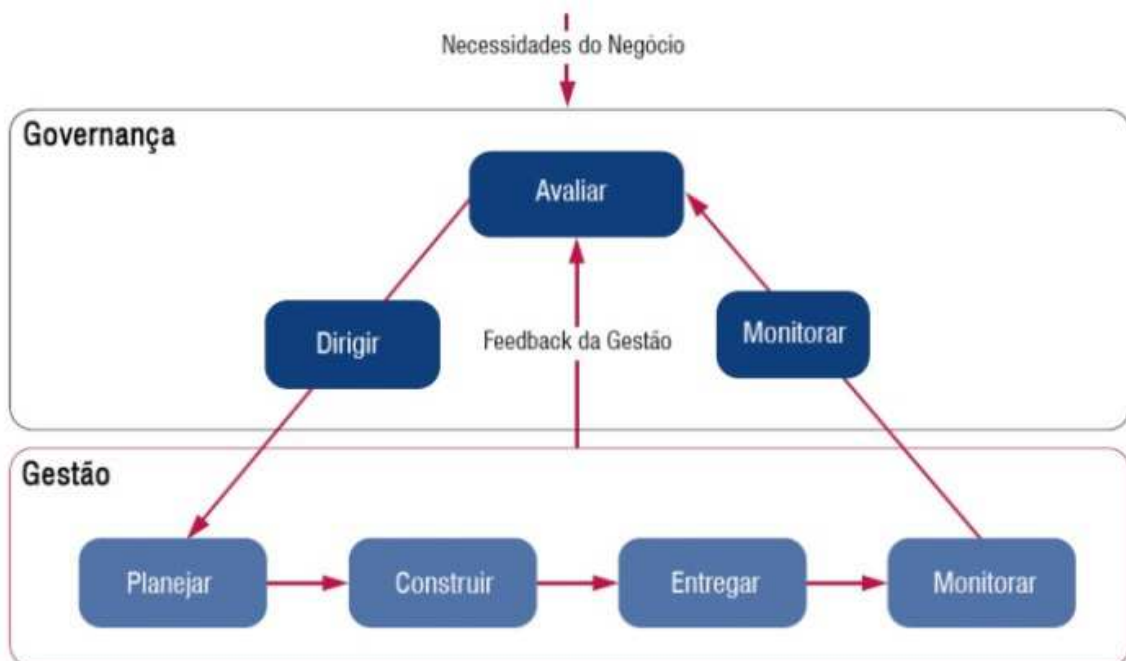 Necessidades do Negócio
Governança
Avaliar
Dirigir
Feedback da Gestão
Monitorar
Gestão
Planejar
Construir
Entregar
Monitorar